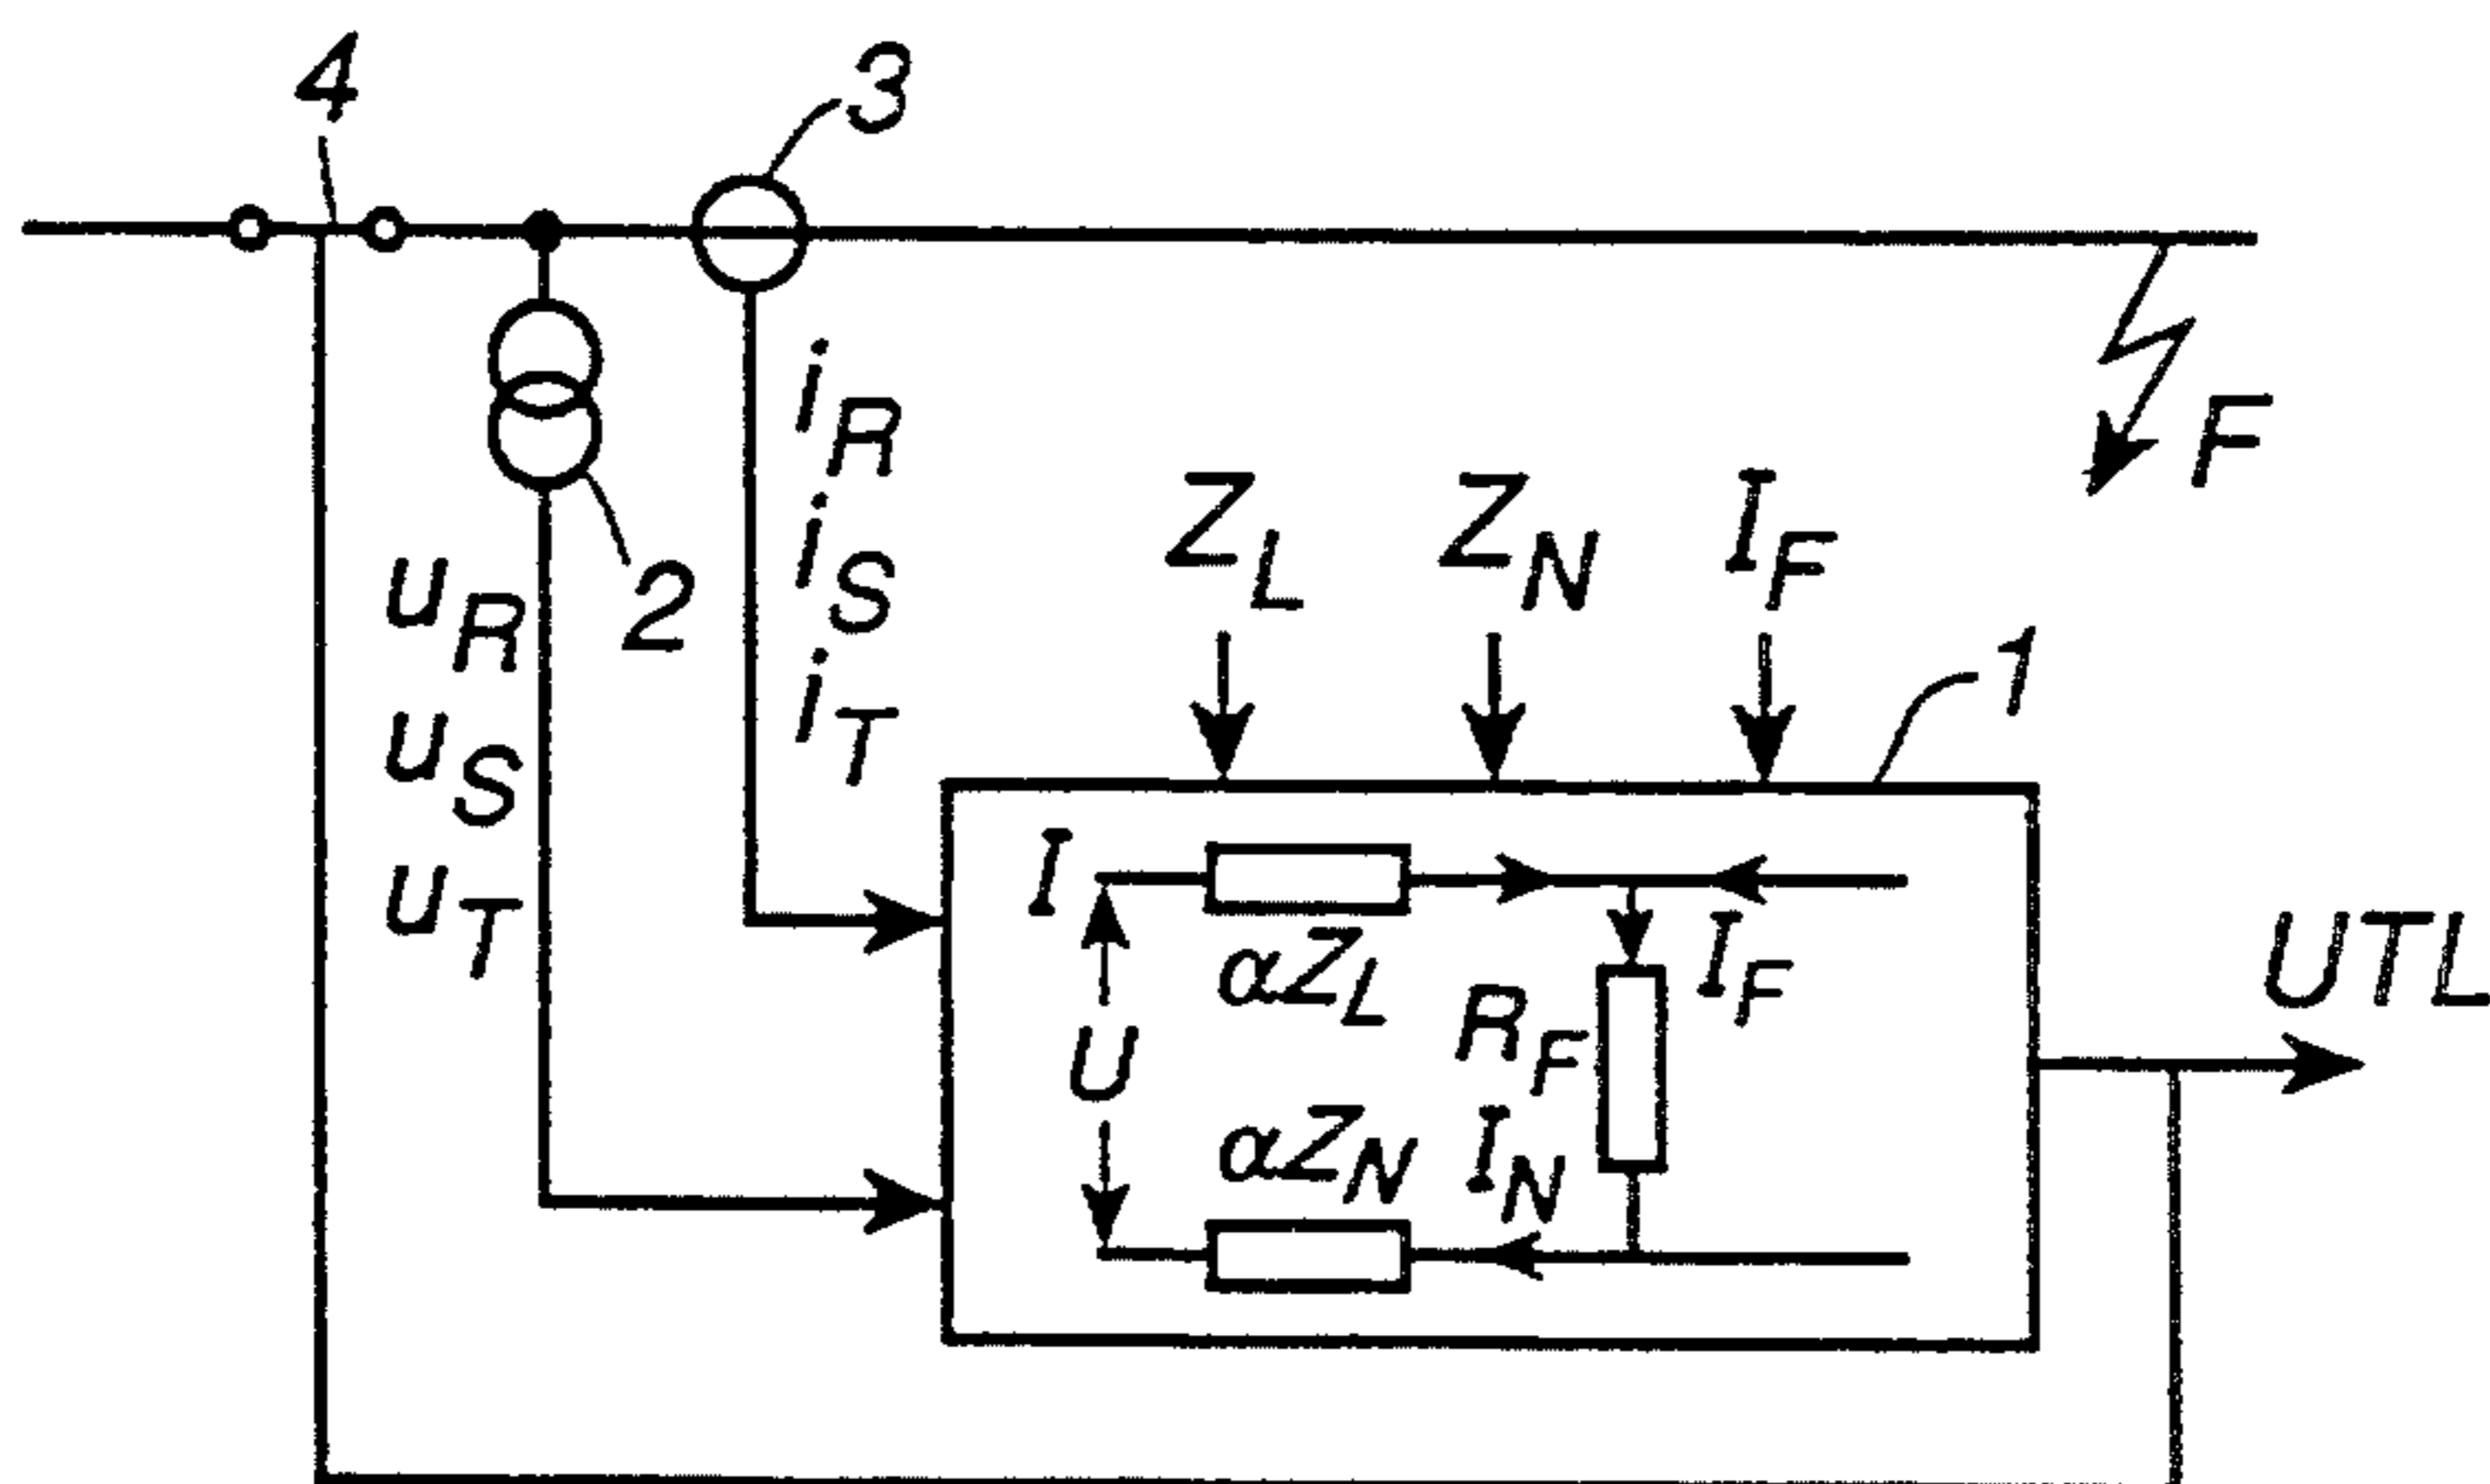 4
3
i_R
i_S
i_T
F
Z_L
Z_N
I_F
u_R
u_S
u_T
2
1
I
αZ_L
I_F
R_F
U
UTL
αZ_N
I_N